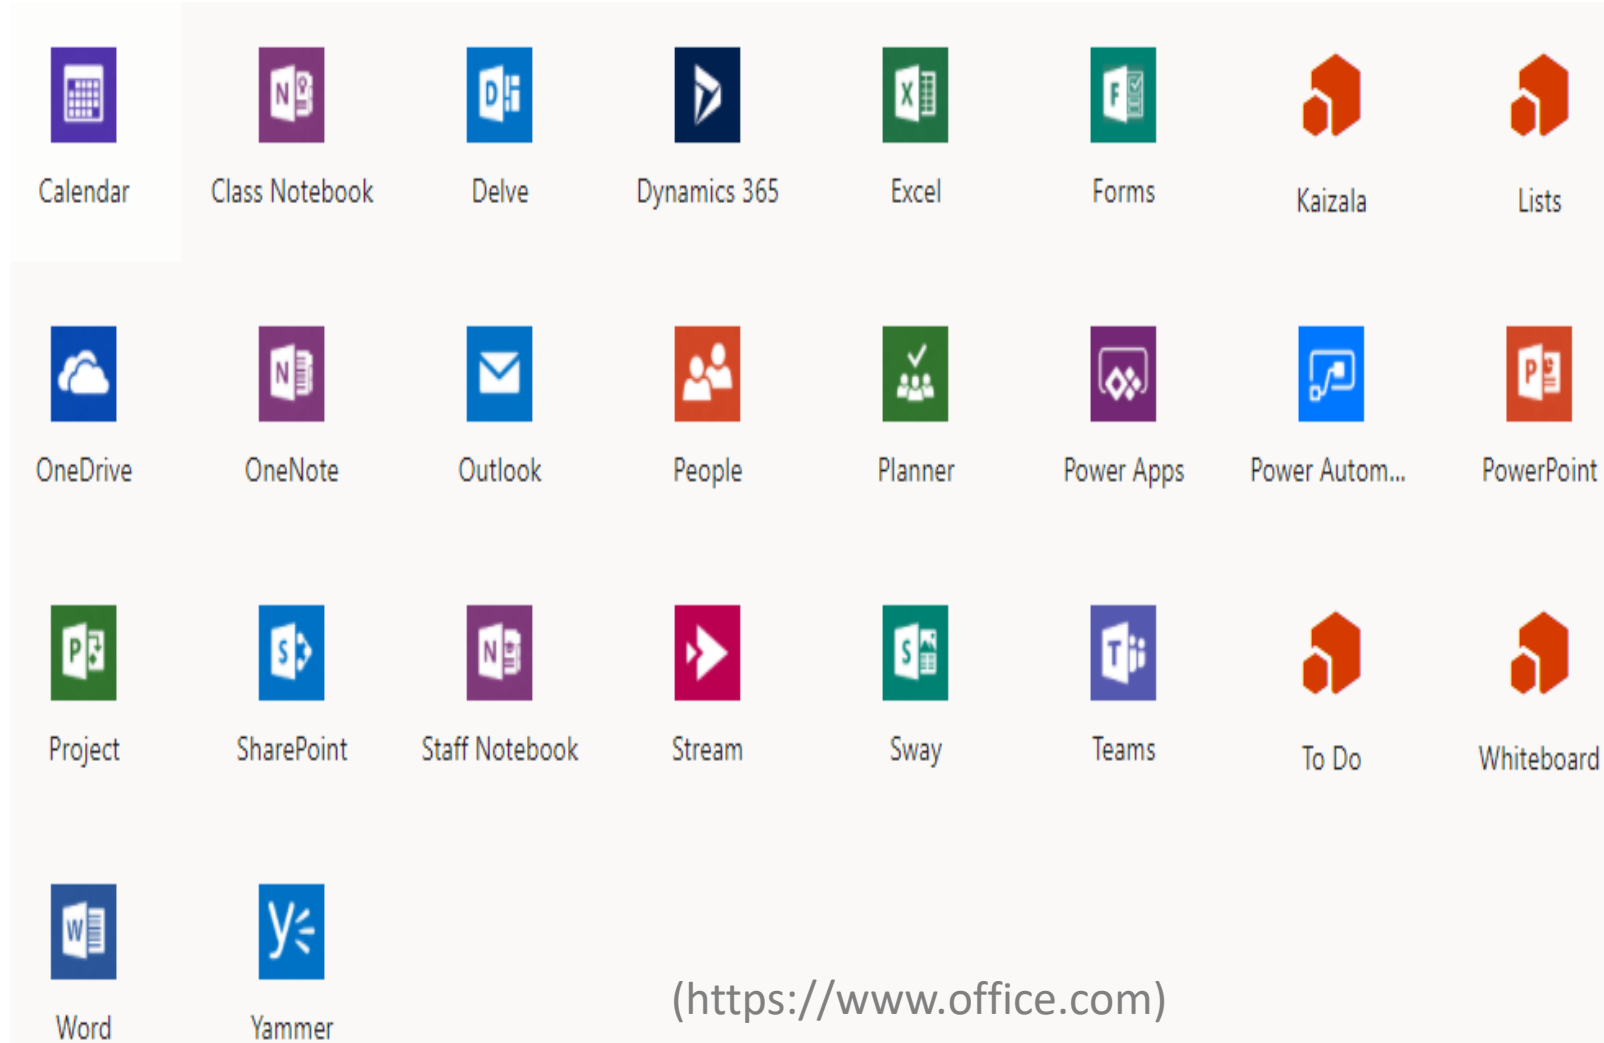 Calendar Class Notebook Delve Dynamics 365 Excel Forms Kaizala Lists
OneDrive OneNote Outlook People Planner Power Apps Power Autom... PowerPoint
Project SharePoint Staff Notebook Stream Sway Teams To Do Whiteboard
Word Yammer
(https://www.office.com)